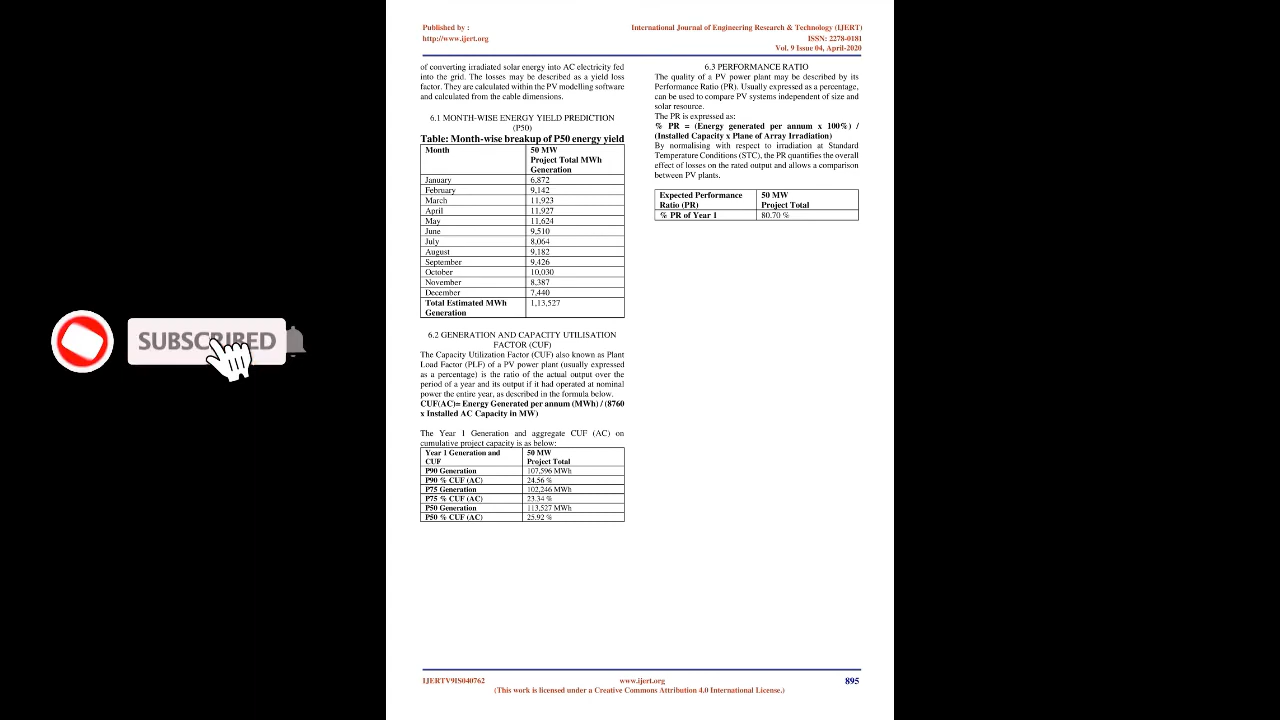 Published by :
http://www.ijert.org
International Journal of Engineering Research & Technology (IJERT)
ISSN: 2278-0181
Vol. 9 Issue 04, April-2020
of converting irradiated solar energy into AC electricity fed
into the grid. The losses may be described as a yield loss
factor. They are calculated within the PV modelling software
and calculated from the cable dimensions.
6.1 MONTH-WISE ENERGY YIELD PREDICTION
(P50)
Table: Month-wise breakup of P50 energy yield
Month 50 MW
Project Total MWh
Generation
January 6,872
February 9,142
March 11,923
April 11,927
May 11,624
June 9,510
July 8,064
August 9,182
September 9,426
October 10,030
November 8,387
December 7,440
Total Estimated MWh 1,13,527
Generation
6.2 GENERATION AND CAPACITY UTILISATION
FACTOR (CUF)
The Capacity Utilization Factor (CUF) also known as Plant
Load Factor (PLF) of a PV power plant (usually expressed
as a percentage) is the ratio of the actual output over the
period of a year and its output if it had operated at nominal
power the entire year, as described in the formula below.
CUF(AC)= Energy Generated per annum (MWh) / (8760
x Installed AC Capacity in MW)
The Year 1 Generation and aggregate CUF (AC) on
cumulative project capacity is as below:
Year 1 Generation and 50 MW
CUF Project Total
P90 Generation 107,596 MWh
P90 % CUF (AC) 24.56 %
P75 Generation 102,246 MWh
P75 % CUF (AC) 23.34 %
P50 Generation 113,527 MWh
P50 % CUF (AC) 25.92 %
6.3 PERFORMANCE RATIO
The quality of a PV power plant may be described by its
Performance Ratio (PR). Usually expressed as a percentage,
can be used to compare PV systems independent of size and
solar resource.
The PR is expressed as:
% PR = (Energy generated per annum x 100%) /
(Installed Capacity x Plane of Array Irradiation)
By normalising with respect to irradiation at Standard
Temperature Conditions (STC), the PR quantifies the overall
effect of losses on the rated output and allows a comparison
between PV plants.
Expected Performance 50 MW
Ratio (PR) Project Total
% PR of Year 1 80.70 %
SUBSCRIBED
IJERTV9IS040762
www.ijert.org
895
(This work is licensed under a Creative Commons Attribution 4.0 International License.)